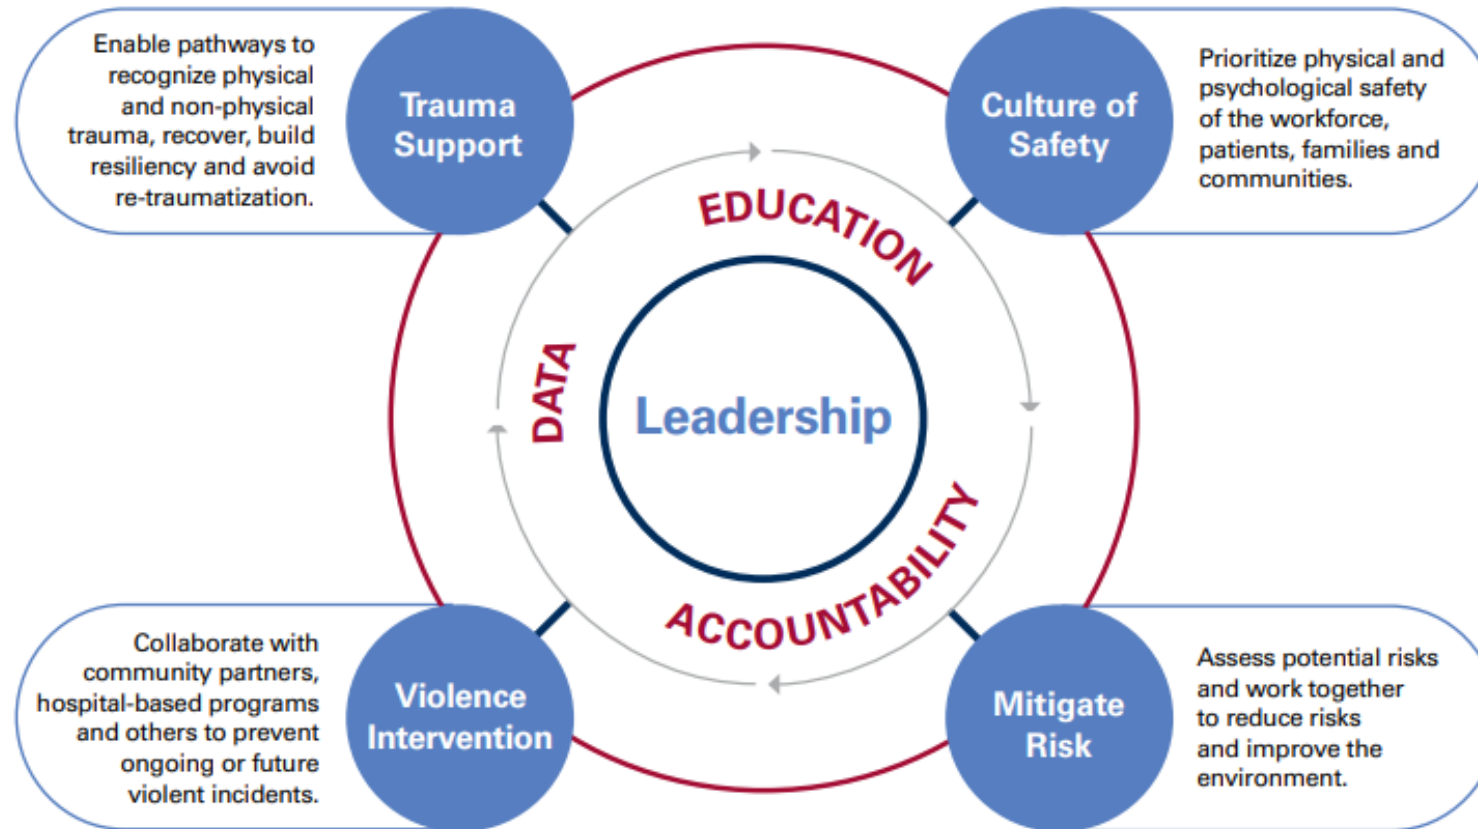 Enable pathways to
recognize physical
and non-physical
trauma, recover, build
resiliency and avoid
re-traumatization.
Trauma
Support
Culture of
Safety
Prioritize physical and
psychological safety
of the workforce,
patients, families and
communities.
EDUCATION
DATA
Leadership
ACCOUNTABILITY
Collaborate with
community partners,
hospital-based programs
and others to prevent
ongoing or future
violent incidents.
Violence
Intervention
Mitigate
Risk
Assess potential risks
and work together
to reduce risks
and improve the
environment.